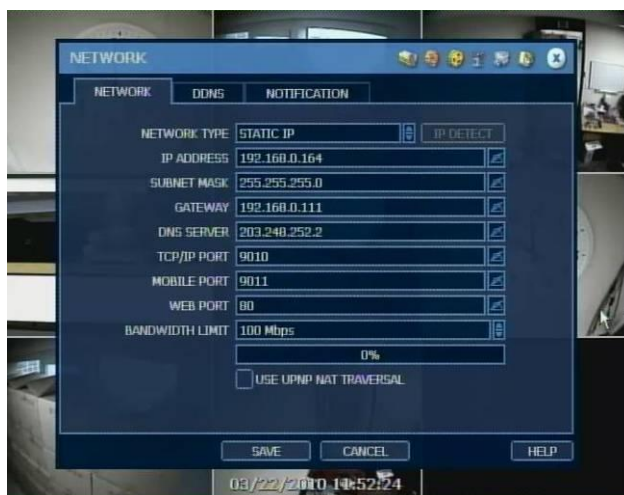 NETWORK
NETWORK DDNS NOTIFICATION
NETWORK TYPE STATIC IP IP DETECT
IP ADDRESS 192.168.0.164
SUBNET MASK 255.255.255.0
GATEWAY 192.168.0.111
DNS SERVER 203.248.252.2
TCP/IP PORT 9010
MOBILE PORT 9011
WEB PORT 80
BANDWIDTH LIMIT 100 Mbps
0%
USE UPNP NAT TRAVERSAL
SAVE CANCEL HELP
03/22/2010 11:52:24